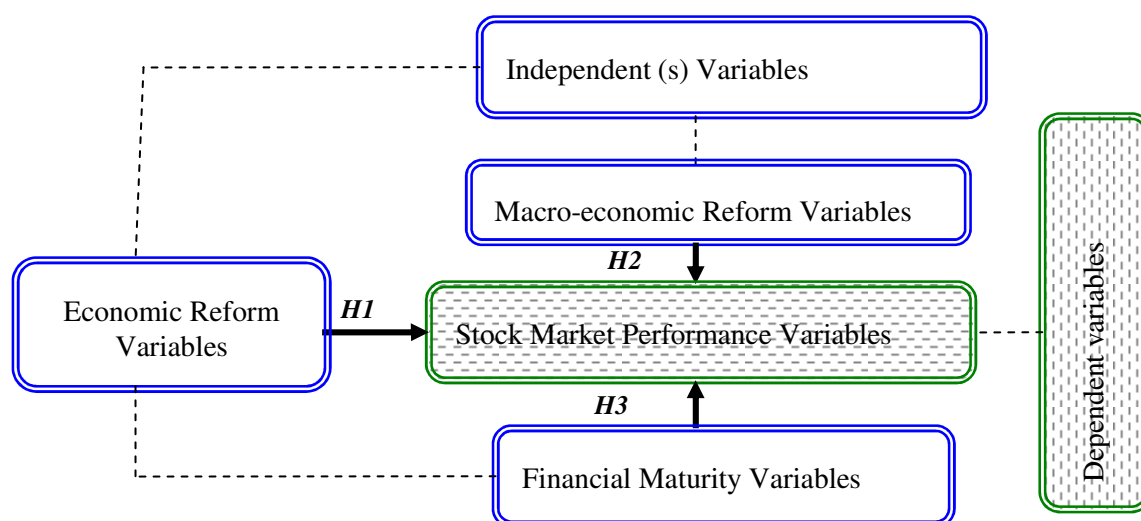 Independent (s) Variables
Macro-economic Reform Variables
H2
Economic Reform
Variables
H1
Stock Market Performance Variables
H3
Financial Maturity Variables
Dependent variables